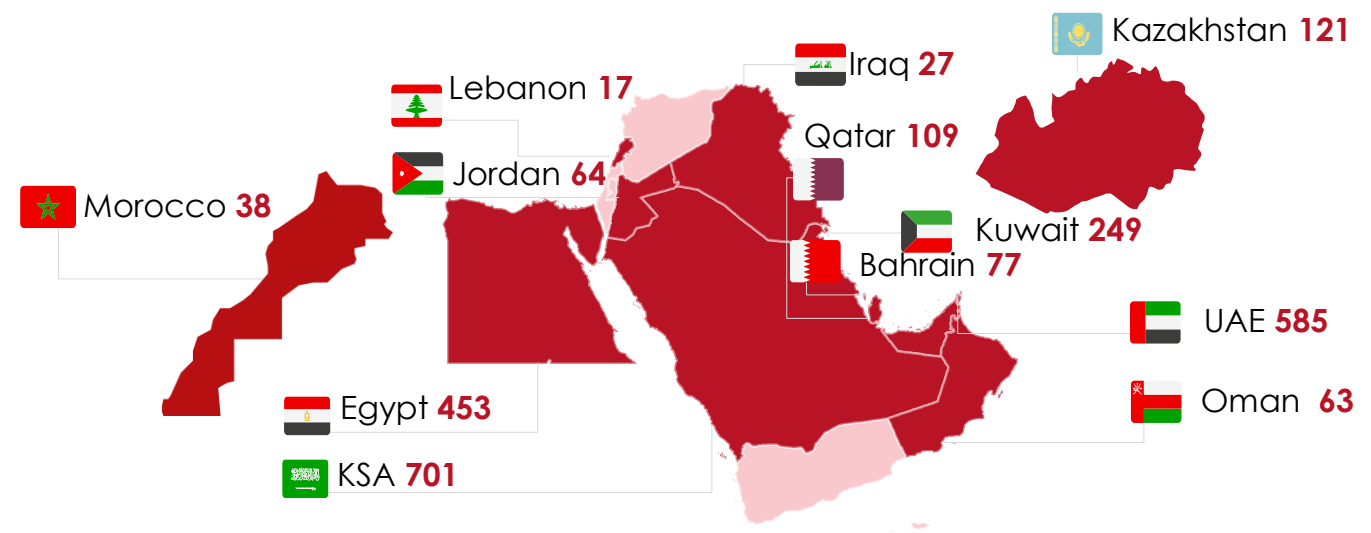 Kazakhstan 121
Iraq 27
Lebanon 17
Qatar 109
Jordan 64
Morocco 38
Kuwait 249
Bahrain 77
UAE 585
Egypt 453
Oman 63
KSA 701